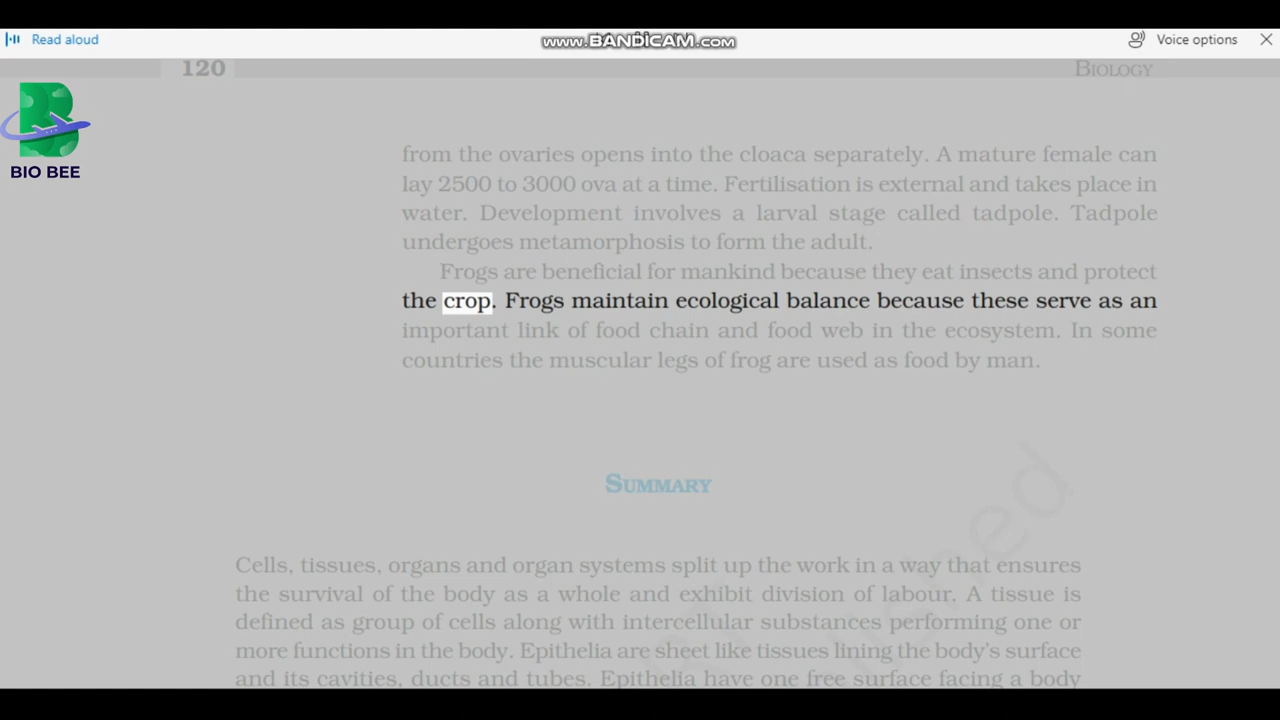 Read aloud
www.BANDICAM.com
Voice options
120
BIOLOGY
BIO BEE
from the ovaries opens into the cloaca separately. A mature female can
lay 2500 to 3000 ova at a time. Fertilisation is external and takes place in
water. Development involves a larval stage called tadpole. Tadpole
undergoes metamorphosis to form the adult.
Frogs are beneficial for mankind because they eat insects and protect
the crop. Frogs maintain ecological balance because these serve as an
important link of food chain and food web in the ecosystem. In some
countries the muscular legs of frog are used as food by man.
SUMMARY
Cells, tissues, organs and organ systems split up the work in a way that ensures
the survival of the body as a whole and exhibit division of labour. A tissue is
defined as group of cells along with intercellular substances performing one or
more functions in the body. Epithelia are sheet like tissues lining the body's surface
and its cavities, ducts and tubes. Epithelia have one free surface facing a body